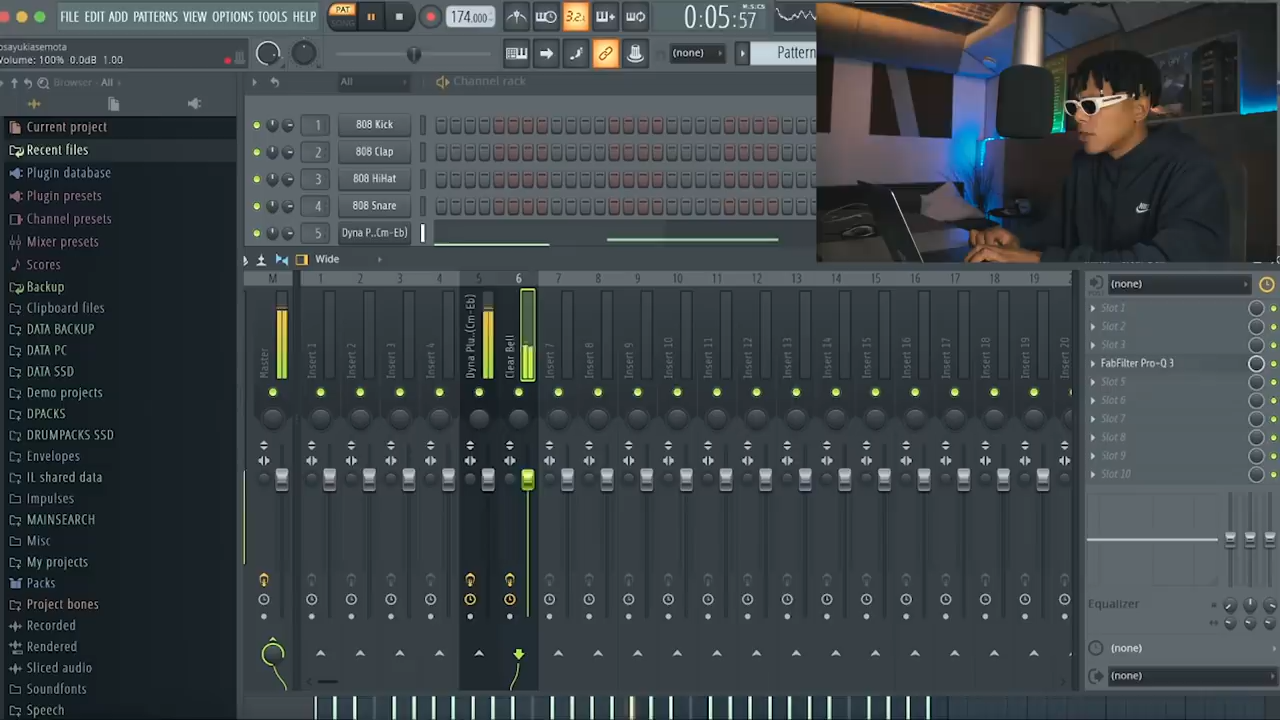 FILE EDIT ADD PATTERNS VIEW OPTIONS TOOLS HELP
PAT
SONG
174.000
3.2.
0:05:57
M:S:CS
osayukiasemota
Volume: 100% 0.0dB 1.00
(none)
Pattern
Browser - All
All
Channel rack
Current project
Recent files
Plugin database
Plugin presets
Channel presets
Mixer presets
Scores
Backup
Clipboard files
DATA BACKUP
DATA PC
DATA SSD
Demo projects
DPACKS
DRUMPACKS SSD
Envelopes
IL shared data
Impulses
MAINSEARCH
Misc
My projects
Packs
Project bones
Recorded
Rendered
Sliced audio
Soundfonts
Speech
1 808 Kick
2 808 Clap
3 808 HiHat
4 808 Snare
5 Dyna P..(Cm-Eb)
Wide
M 1 2 3 4 5 6 7 8 9 10 11 12 13 14 15 16 17 18 19
Master
Insert 1
Insert 2
Insert 3
Insert 4
Dyna Plu..(Cm-Eb)
Clear Bell
Insert 7
Insert 8
Insert 9
Insert 10
Insert 11
Insert 12
Insert 13
Insert 14
Insert 15
Insert 16
Insert 17
Insert 18
Insert 19
Insert 20
(none)
Slot 1
Slot 2
Slot 3
FabFilter Pro-Q 3
Slot 5
Slot 6
Slot 7
Slot 8
Slot 9
Slot 10
Equalizer
(none)
(none)